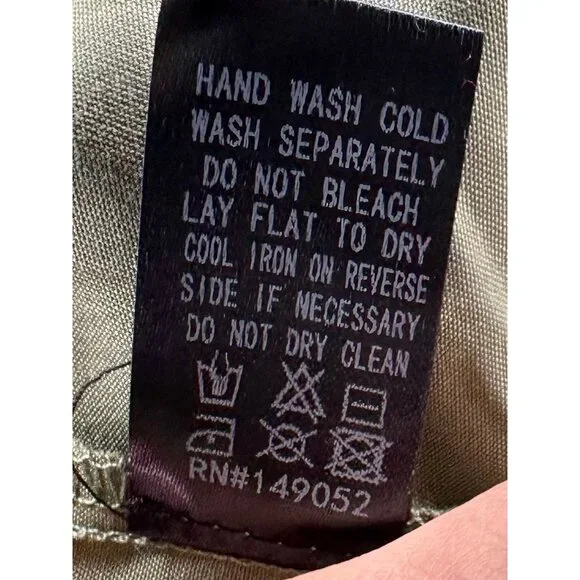 HAND WASH COLD
WASH SEPARATELY
DO NOT BLEACH
LAY FLAT TO DRY
COOL IRON ON REVERSE
SIDE IF NECESSARY
DO NOT DRY CLEAN
RN#149052